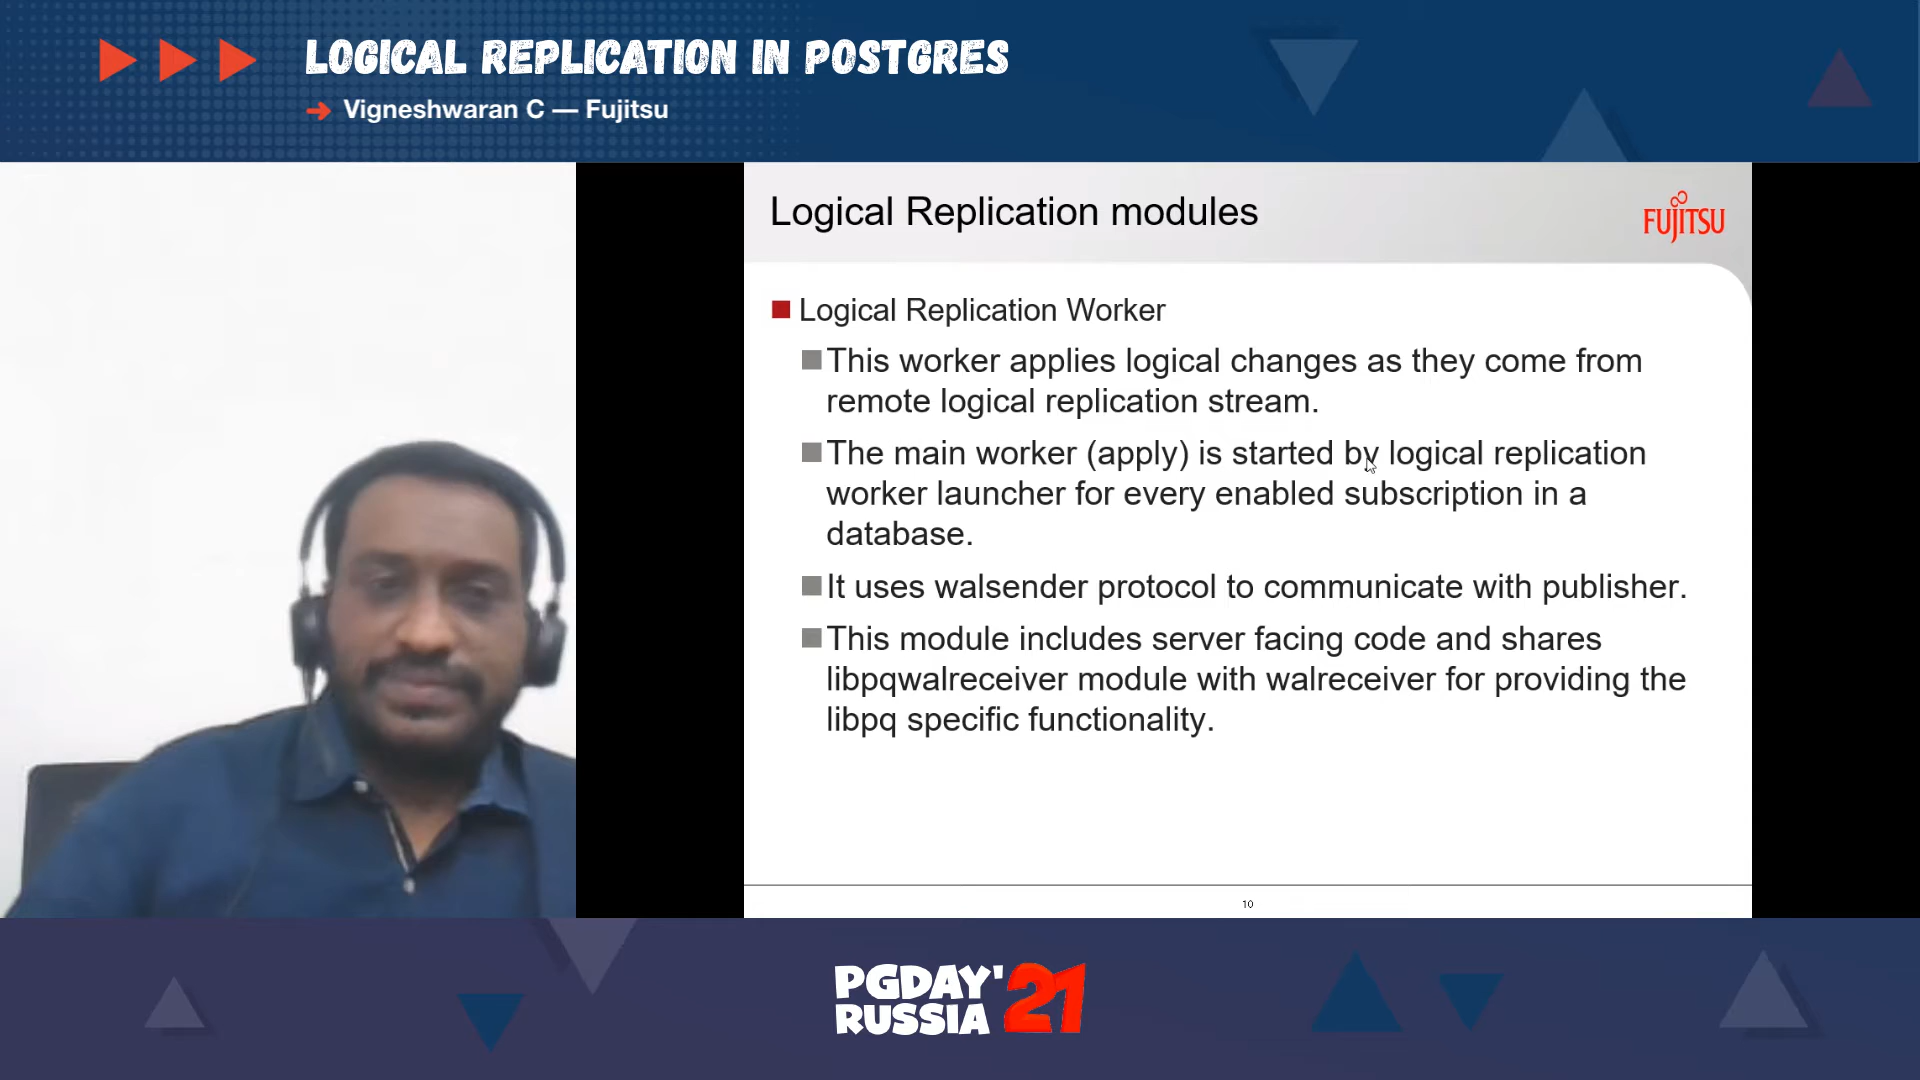 LOGICAL REPLICATION IN POSTGRES
Vigneshwaran C — Fujitsu
Logical Replication modules
FUJITSU
Logical Replication Worker
This worker applies logical changes as they come from
remote logical replication stream.
The main worker (apply) is started by logical replication
worker launcher for every enabled subscription in a
database.
It uses walsender protocol to communicate with publisher.
This module includes server facing code and shares
libpqwalreceiver module with walreceiver for providing the
libpq specific functionality.
10
PGDAY'21
RUSSIA